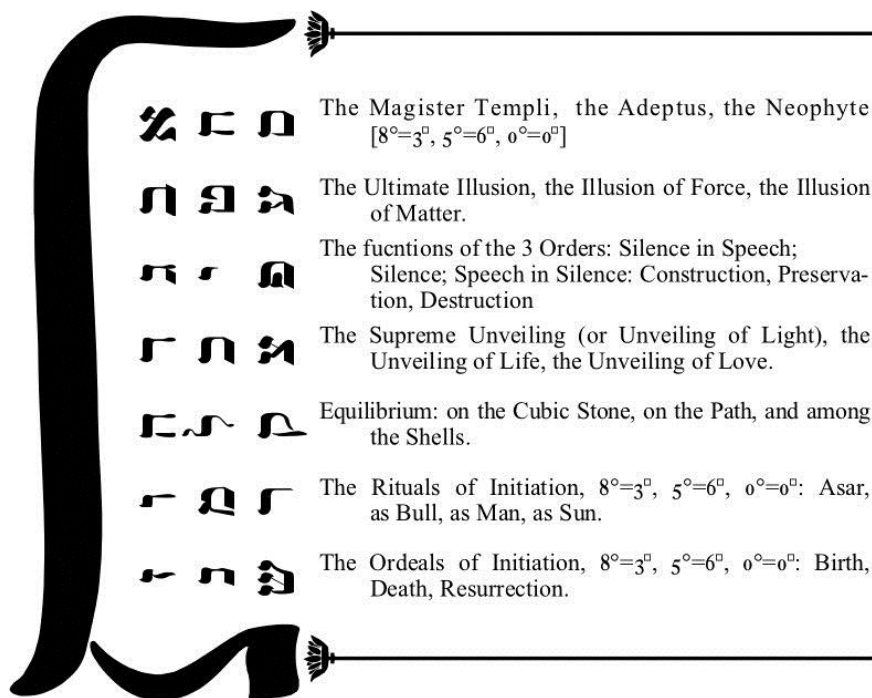 The Magister Templi, the Adeptus, the Neophyte
[8°=3□, 5°=6□, 0°=0□]
The Ultimate Illusion, the Illusion of Force, the Illusion
of Matter.
The fucntions of the 3 Orders: Silence in Speech;
Silence; Speech in Silence: Construction, Preserva-
tion, Destruction
The Supreme Unveiling (or Unveiling of Light), the
Unveiling of Life, the Unveiling of Love.
Equilibrium: on the Cubic Stone, on the Path, and among
the Shells.
The Rituals of Initiation, 8°=3□, 5°=6□, 0°=0□: Asar,
as Bull, as Man, as Sun.
The Ordeals of Initiation, 8°=3□, 5°=6□, 0°=0□: Birth,
Death, Resurrection.